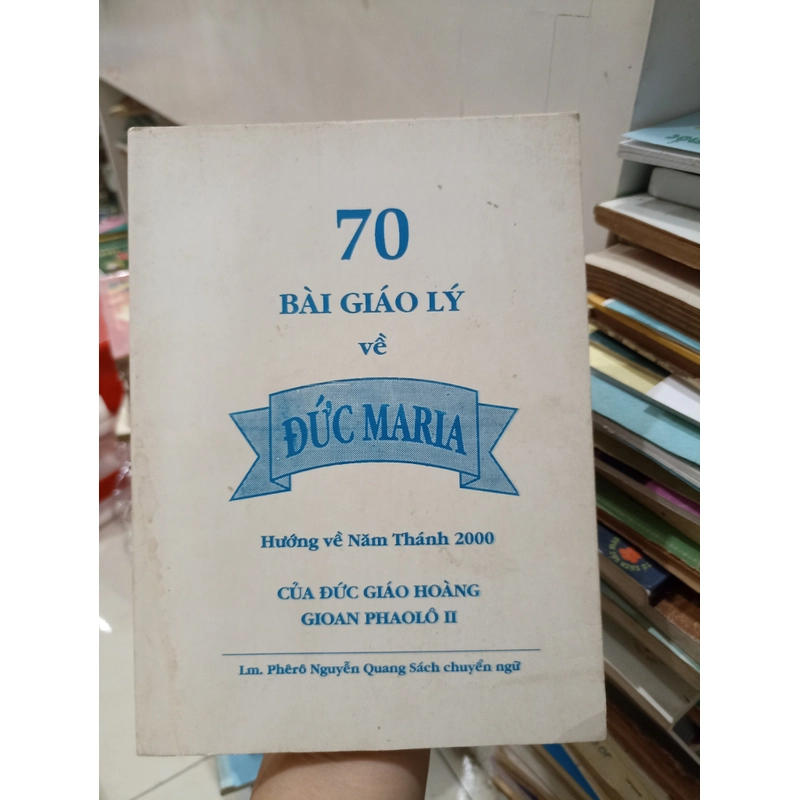 70
BÀI GIÁO LÝ
về
ĐỨC MARIA
Hướng về Năm Thánh 2000
CỦA ĐỨC GIÁO HOÀNG
GIOAN PHAOLÔ II
Lm. Phêrô Nguyễn Quang Sách chuyển ngữ